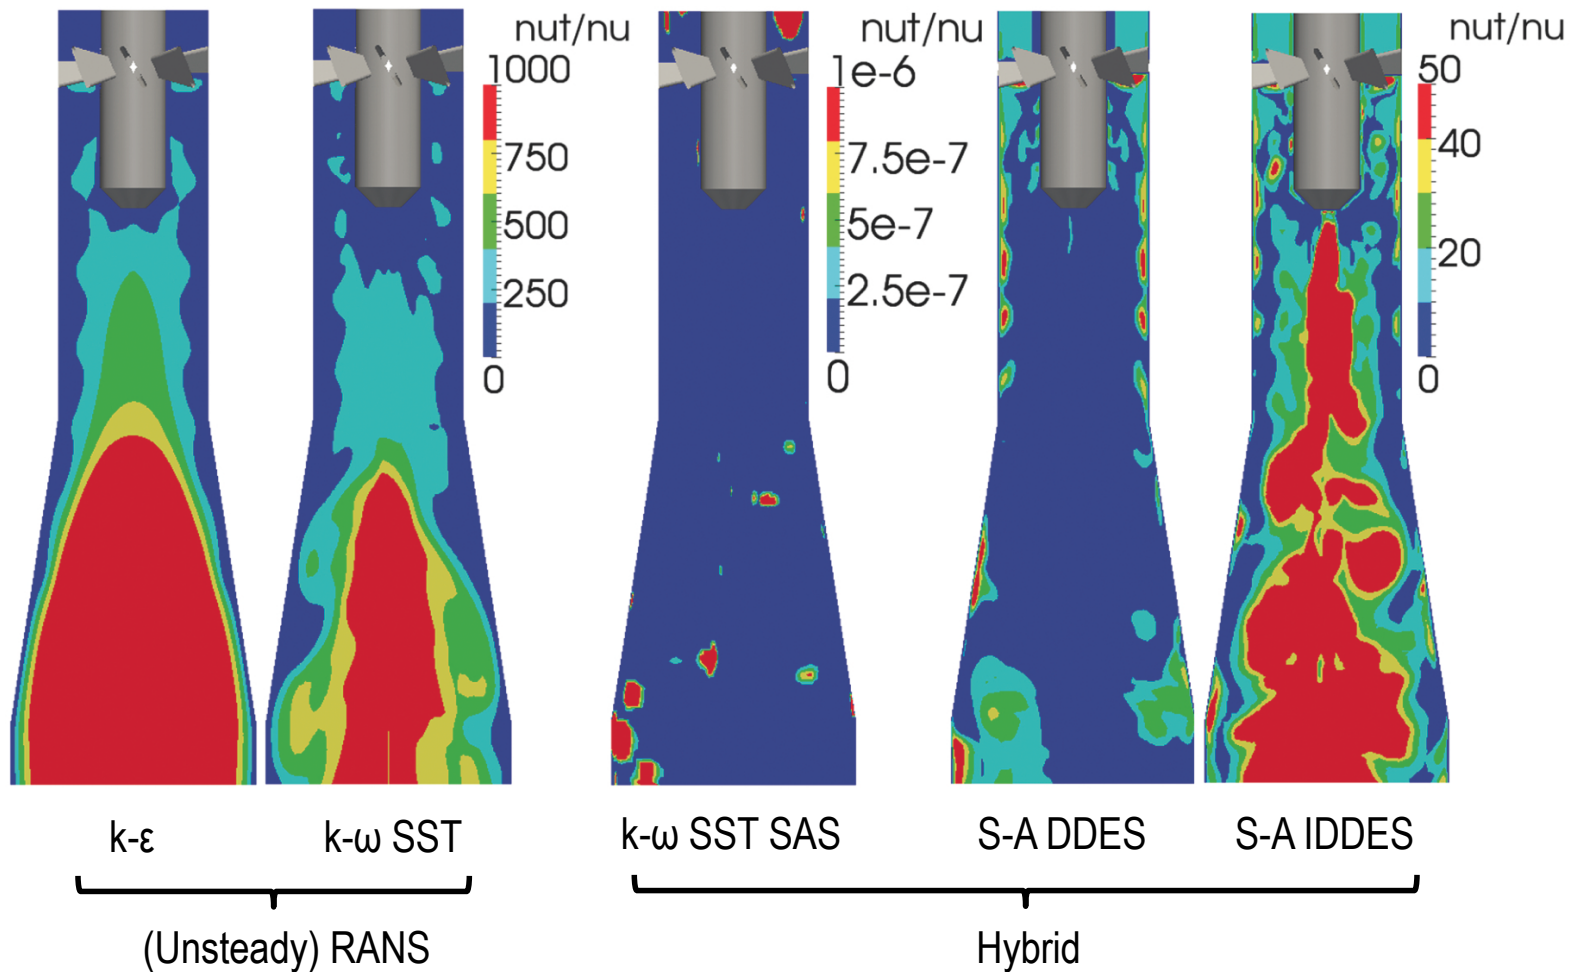 nut/nu
1000
750
500
250
0
nut/nu
1e-6
7.5e-7
5e-7
2.5e-7
0
nut/nu
50
40
20
0
k-ε
k-ω SST
k-ω SST SAS
S-A DDES
S-A IDDES
(Unsteady) RANS
Hybrid